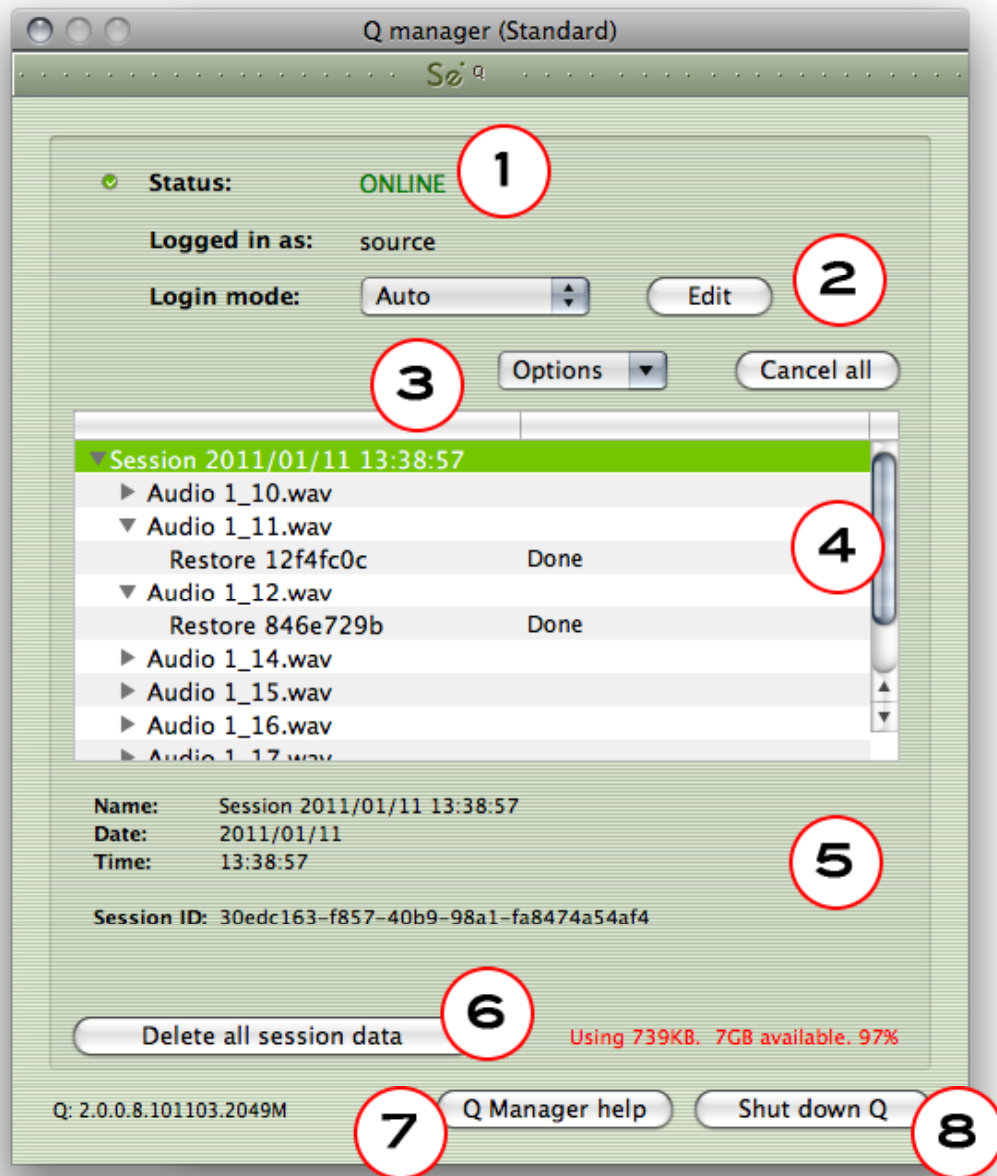 Q manager (Standard)
Se Q
Status: ONLINE 1
Logged in as: source
Login mode: Auto Edit 2
3 Options Cancel all
Session 2011/01/11 13:38:57
Audio 1_10.wav
Audio 1_11.wav
Restore 12f4fc0c Done 4
Audio 1_12.wav
Restore 846e729b Done
Audio 1_14.wav
Audio 1_15.wav
Audio 1_16.wav
Audio 1_17.wav
Name: Session 2011/01/11 13:38:57
Date: 2011/01/11
Time: 13:38:57 5
Session ID: 30edc163-f857-40b9-98a1-fa8474a54af4
Delete all session data 6 Using 739KB. 7GB available. 97%
Q: 2.0.0.8.101103.2049M 7 Q Manager help Shut down Q 8